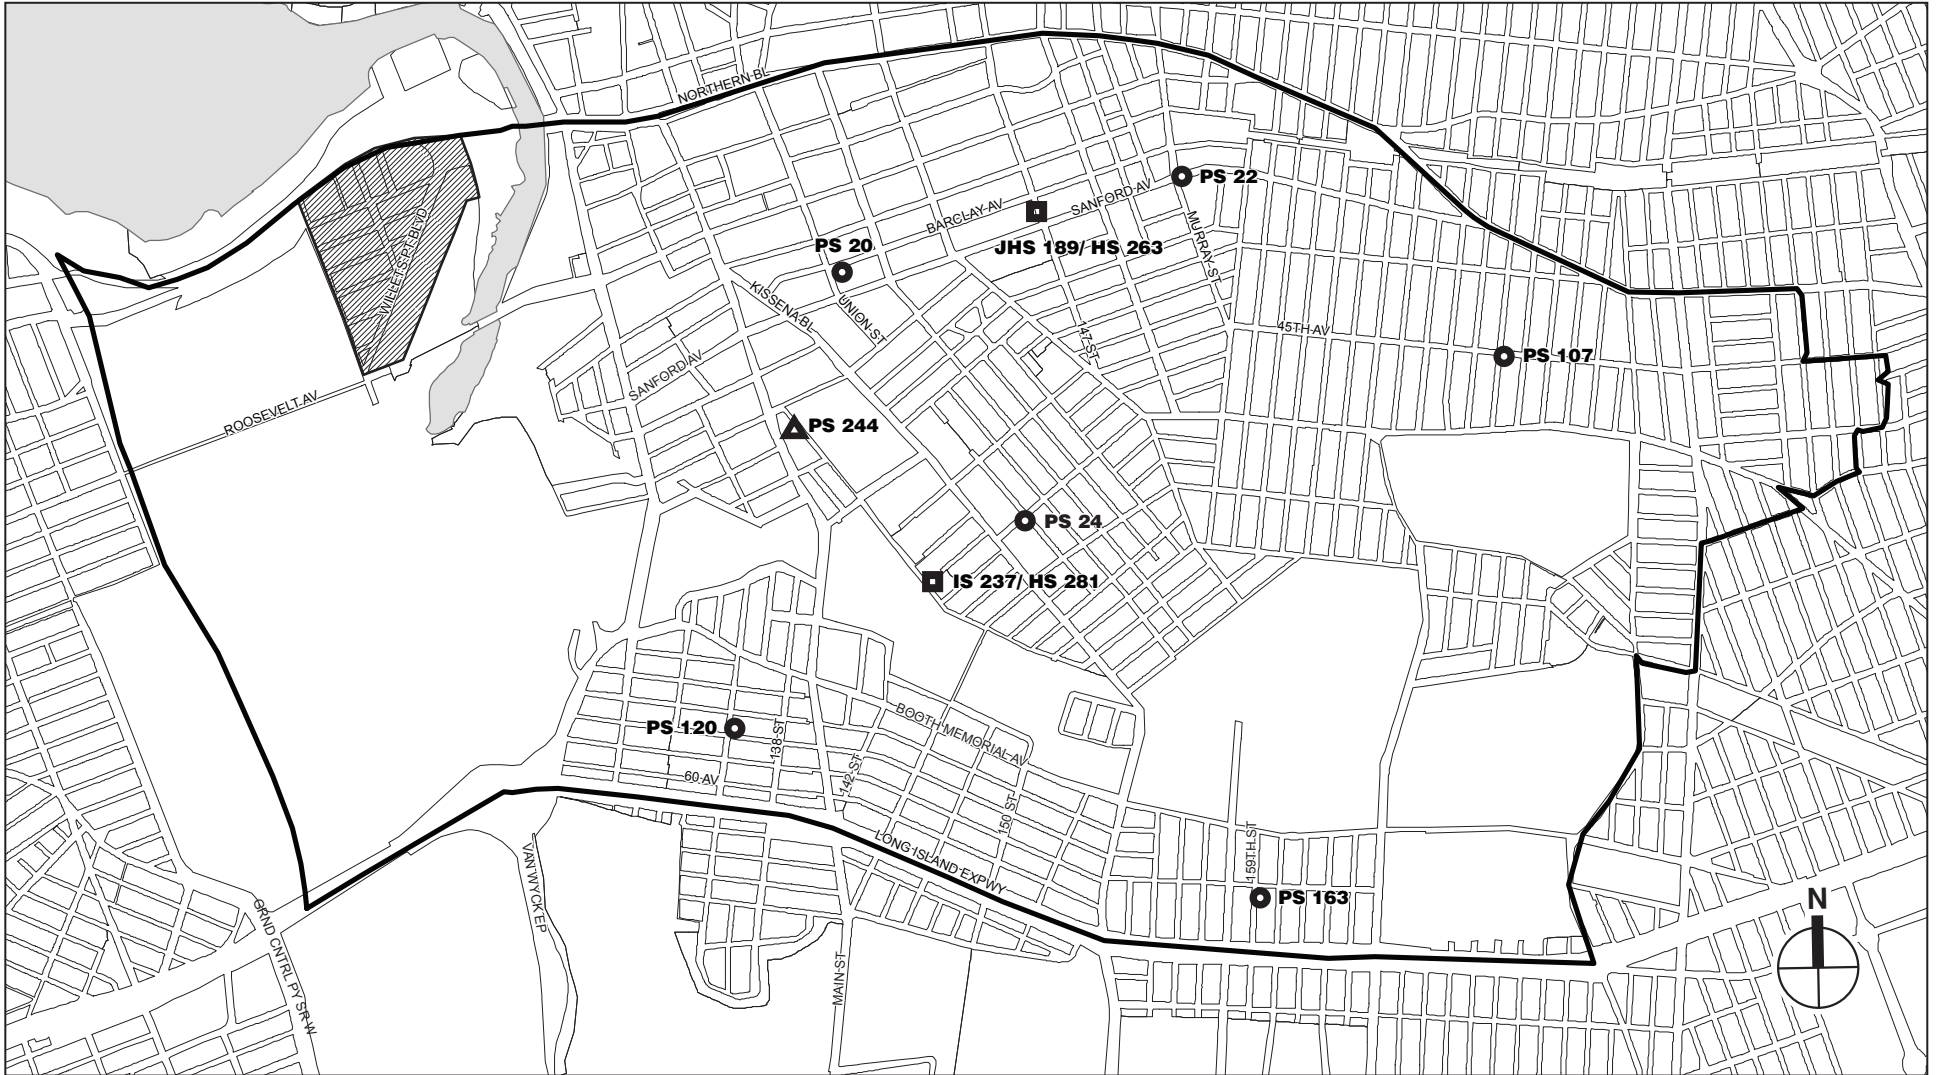 NORTHERN BL
PS 22
SANFORD AV
BARCLAY AV
MURRAY ST
PS 20
JHS 189/ HS 263
WILLETS PT BLVD
KISSENA BL
UNION ST
45TH AV
147 ST
PS 107
SANFORD AV
ROOSEVELT AV
PS 244
PS 24
IS 237/ HS 281
BOOTH MEMORIAL AV
PS 120
138 ST
142 ST
60 AV
150 ST
LONG ISLAND EXPWY
159TH ST
VAN WYCK EP
PS 163
N
GRND CNTRL PY SR W
MAIN ST